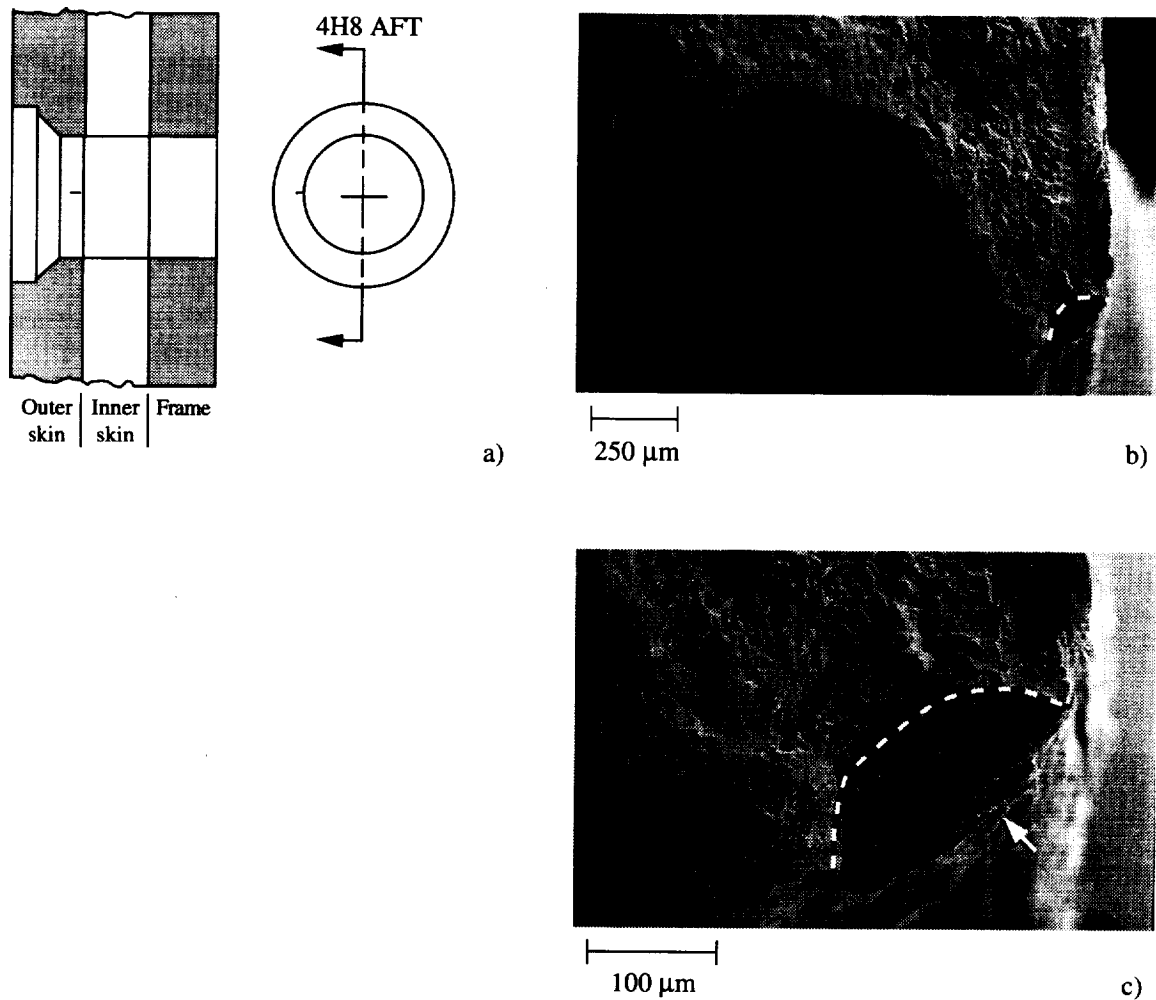 4H8 AFT
Outer skin
Inner skin
Frame
a)
250 µm
b)
100 µm
c)